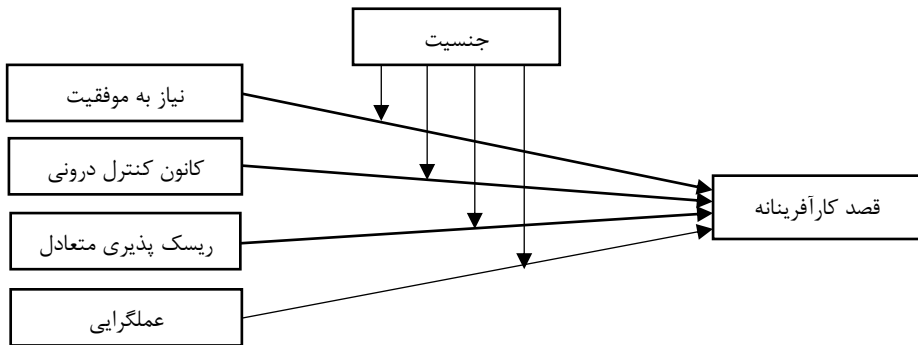 جنسیت
نیاز به موفقیت
کانون کنترل درونی
قصد کارآفرینانه
ریسک پذیری متعادل
عملگرایی